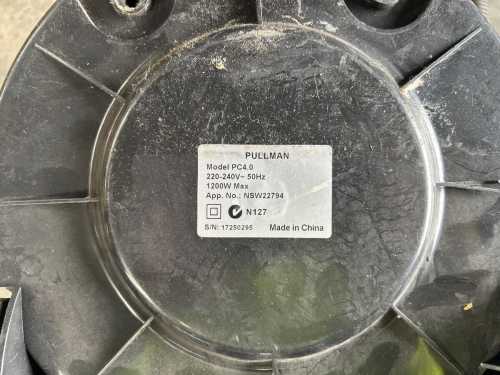 PULLMAN
Model PC4.0
220-240V~ 50Hz
1200W Max
App. No.: NSW22794
N127
S/N: 17250295 Made in China